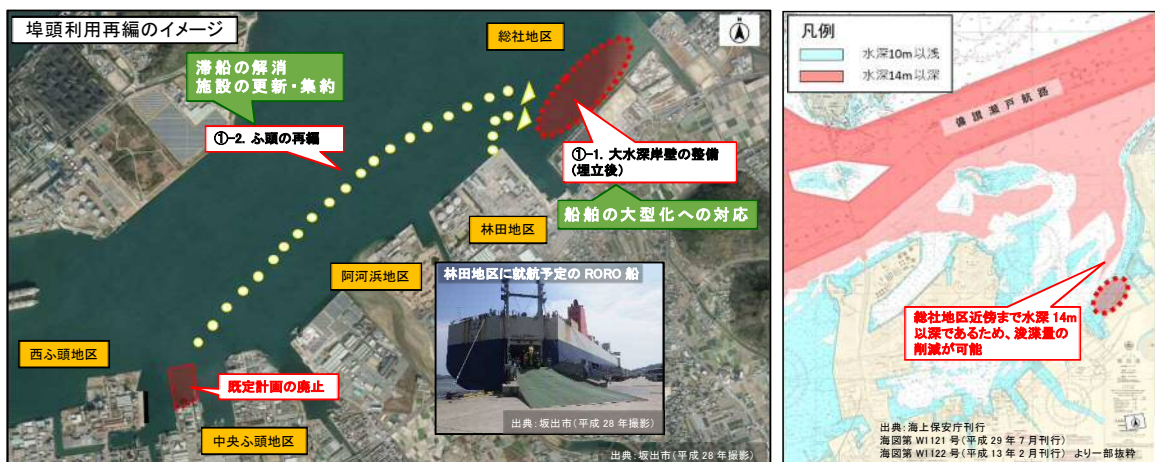 埠頭利用再編のイメージ
総社地区
N
滞船の解消
施設の更新・集約
①-2. ふ頭の再編
①-1. 大水深岸壁の整備
(埋立後)
船舶の大型化への対応
林田地区
阿河浜地区
林田地区に就航予定の RORO 船
出典:坂出市(平成 28 年撮影)
西ふ頭地区
既定計画の廃止
中央ふ頭地区
出典:坂出市(平成 28 年撮影)
凡例
水深10m以浅
水深14m以深
備讃瀬戸航路
総社地区近傍まで水深 14m
以深であるため、浚渫量の
削減が可能
出典:海上保安庁刊行
海図第 W1121 号(平成 29 年 7 月刊行)
海図第 W1122 号(平成 13 年 2 月刊行) より一部抜粋